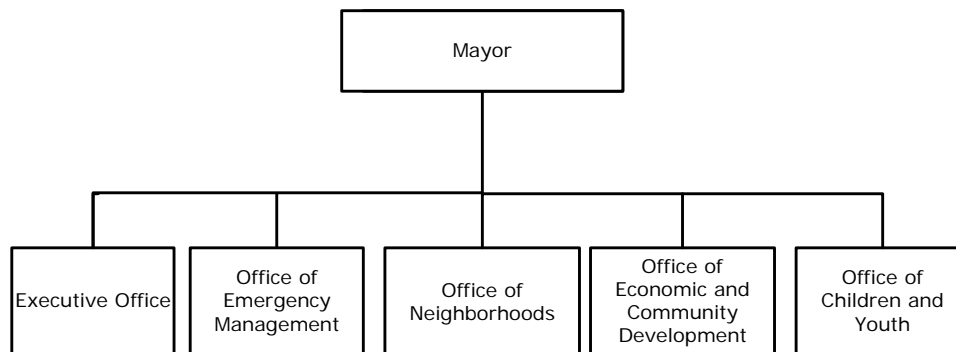 Mayor
Executive Office
Office of
Emergency
Management
Office of
Neighborhoods
Office of
Economic and
Community
Development
Office of
Children and
Youth